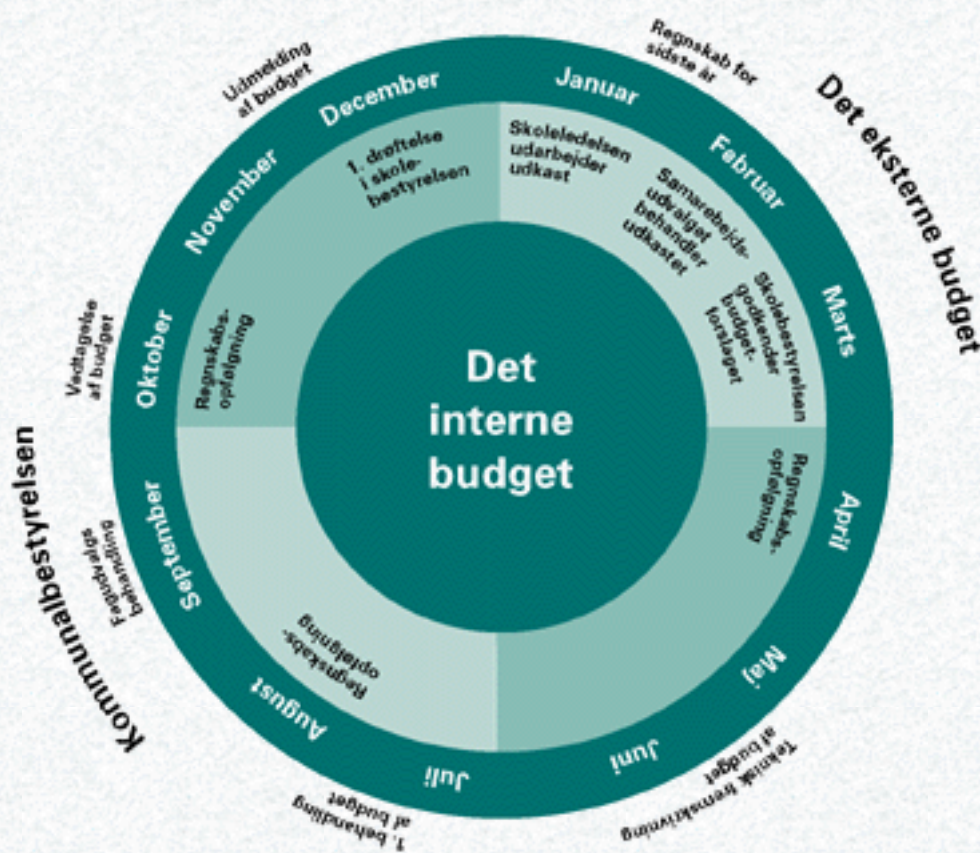 Det
interne
budget
Januar
Februar
Marts
April
Maj
Juni
Juli
August
September
Oktober
November
December
Skoleledelsen
udarbejder
udkast
Samarebejds-
udvalget
behandler
udkastet
Skolebestyrelsen
godkender
budget-
forslaget
Regnskabs-
opfølgning
Regnskabs-
opfølgning
Regnskabs-
opfølgning
1. drøftelse
i skole-
bestyrelsen
Regnskab for
sidste år
Det eksterne budget
Teknisk fremskrivning
af budget
1. behandling
af budget
Fagudvalgs
behandling
Kommunalbestyrelsen
Vedtagelse
af budget
Udmelding
af budget